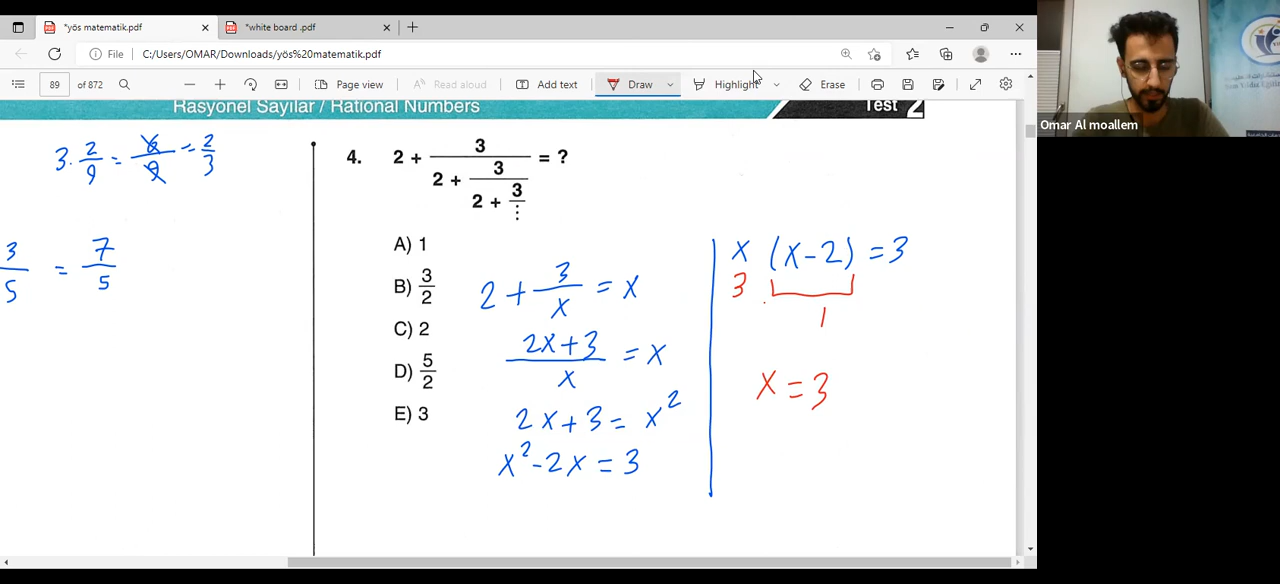 *yös matematik.pdf
*white board .pdf
File C:/Users/OMAR/Downloads/yös%20matematik.pdf
89 of 872
Page view
Read aloud
Add text
Draw
Highlight
Erase
Rasyonel Sayılar / Rational Numbers
Test 2
Omar Al moallem
3 . 2/9 = 6/9 = 2/3
3/5 = 7/5
4. 2 + 3/(2 + 3/(2 + 3/⋮)) = ?
A) 1
B) 3/2
C) 2
D) 5/2
E) 3
2 + 3/x = x
(2x+3)/x = x
2x+3 = x²
x² - 2x = 3
x (x-2) = 3
3 . 1
x = 3